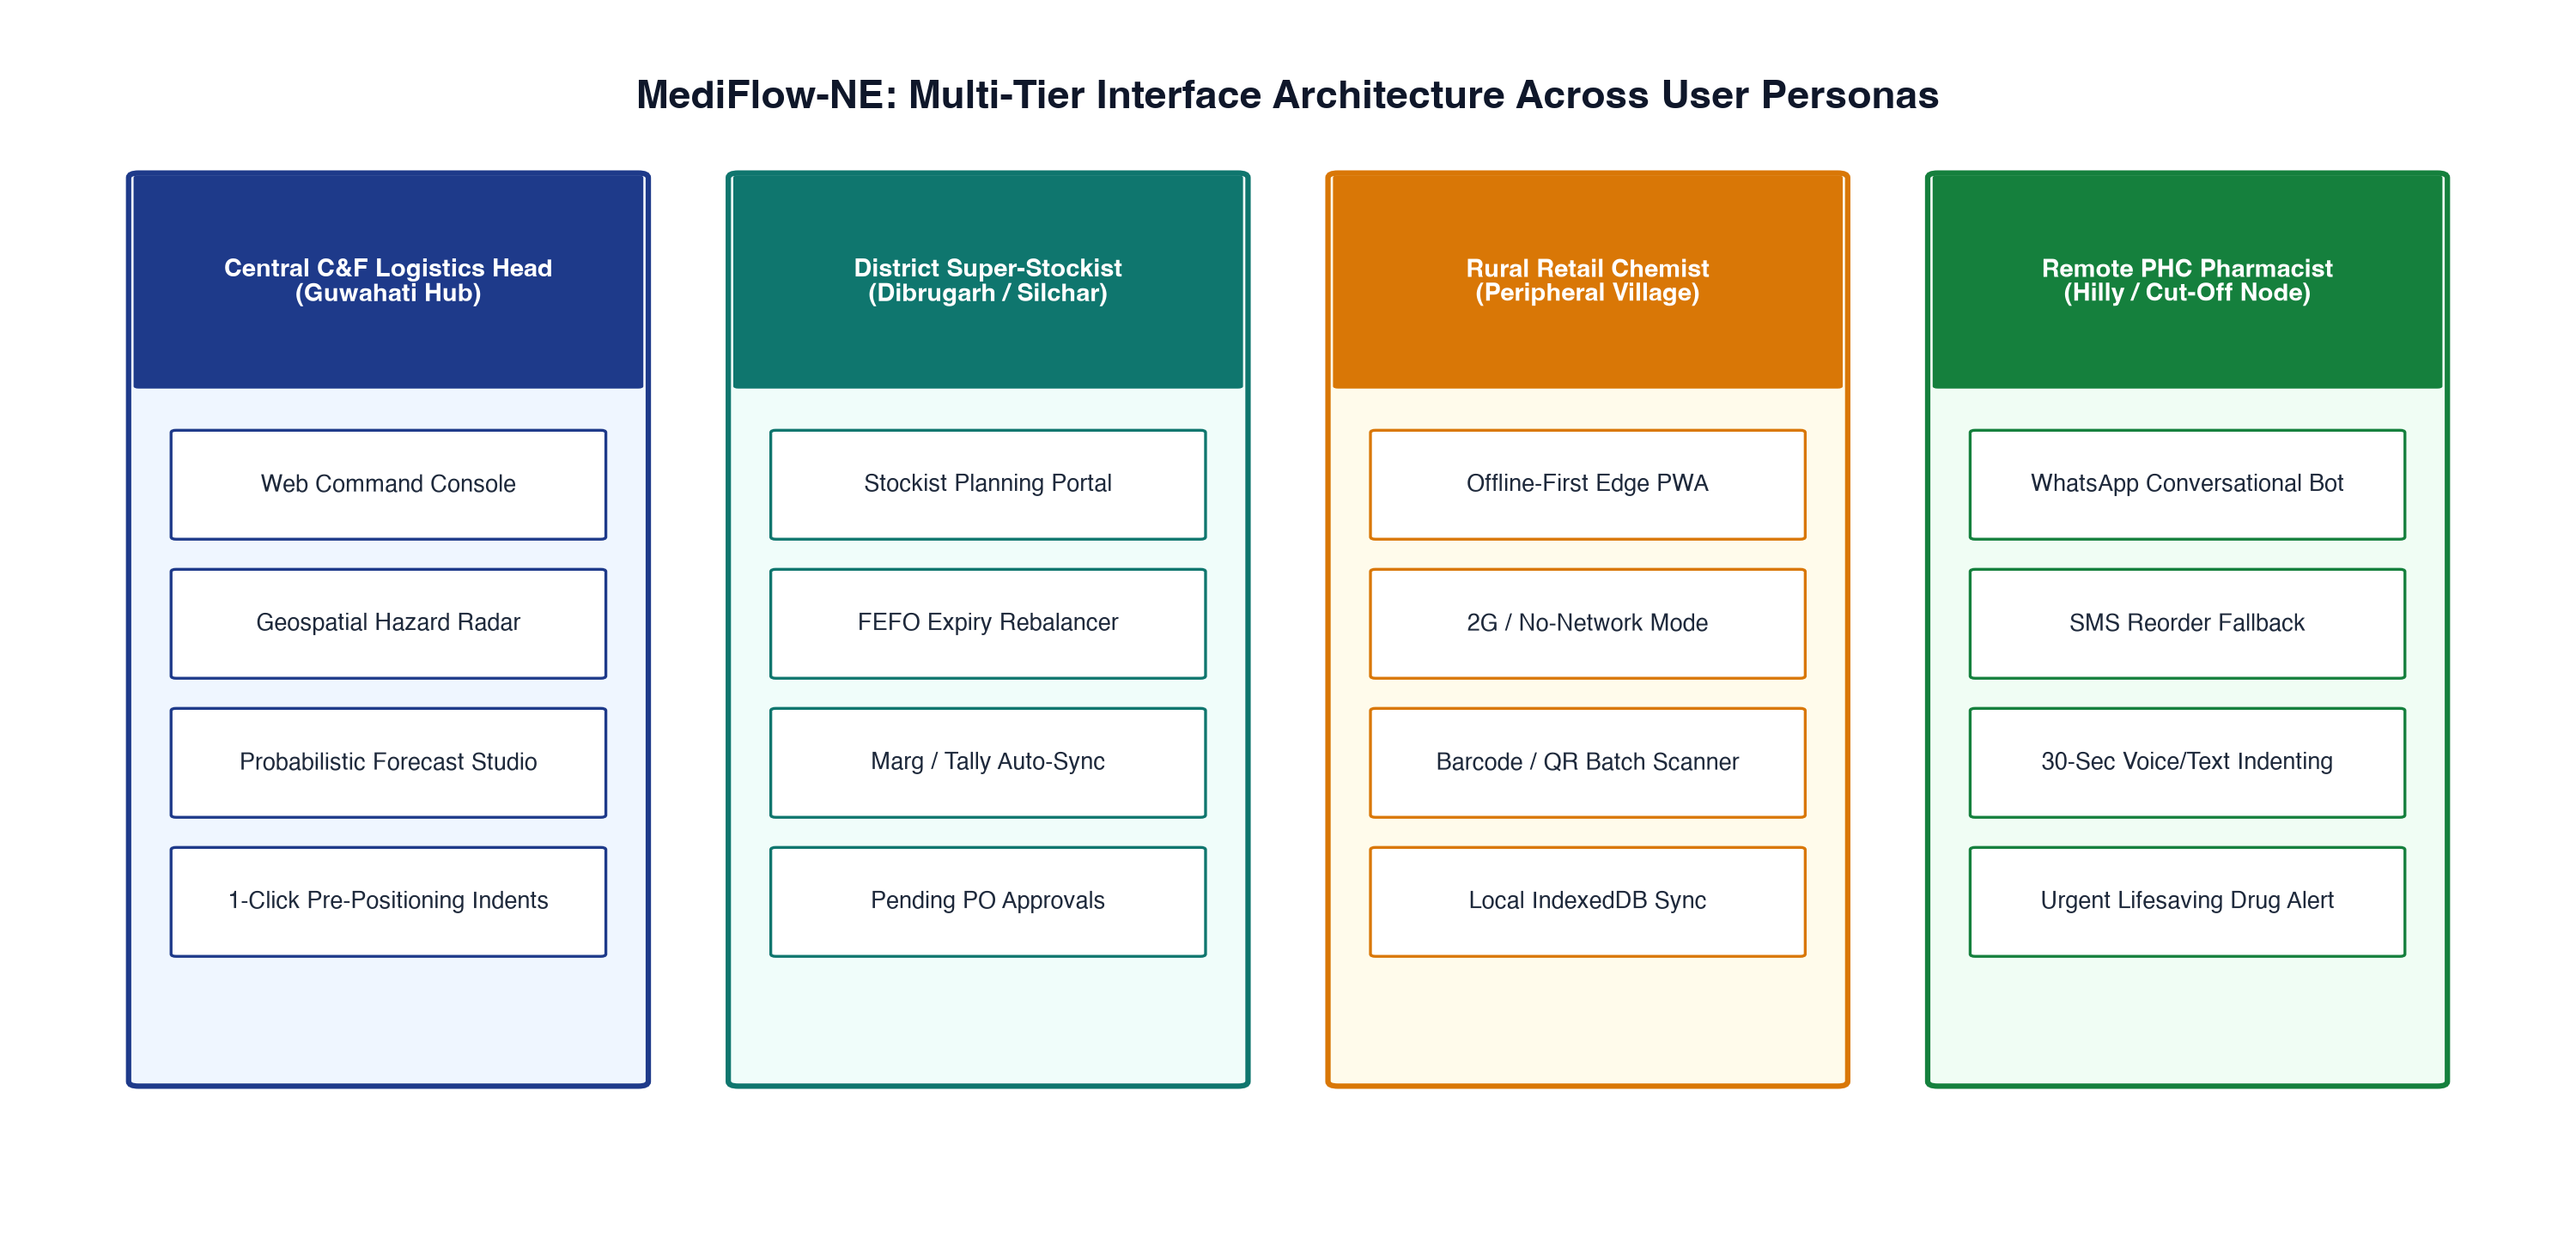 MediFlow-NE: Multi-Tier Interface Architecture Across User Personas
Central C&F Logistics Head
(Guwahati Hub)
Web Command Console
Geospatial Hazard Radar
Probabilistic Forecast Studio
1-Click Pre-Positioning Indents
District Super-Stockist
(Dibrugarh / Silchar)
Stockist Planning Portal
FEFO Expiry Rebalancer
Marg / Tally Auto-Sync
Pending PO Approvals
Rural Retail Chemist
(Peripheral Village)
Offline-First Edge PWA
2G / No-Network Mode
Barcode / QR Batch Scanner
Local IndexedDB Sync
Remote PHC Pharmacist
(Hilly / Cut-Off Node)
WhatsApp Conversational Bot
SMS Reorder Fallback
30-Sec Voice/Text Indenting
Urgent Lifesaving Drug Alert